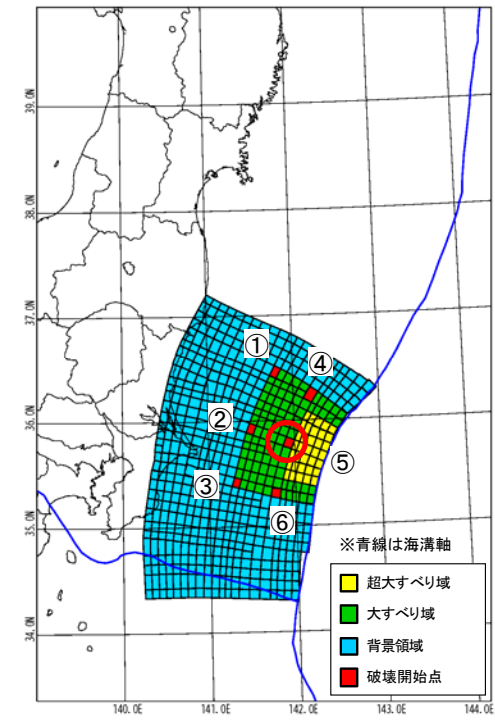 39.0N
38.0N
37.0N
①
④
36.0N
②
⑤
③
⑥
35.0N
※青線は海溝軸
超大すべり域
大すべり域
背景領域
破壊開始点
34.0N
140.0E
141.0E
142.0E
143.0E
144.0E